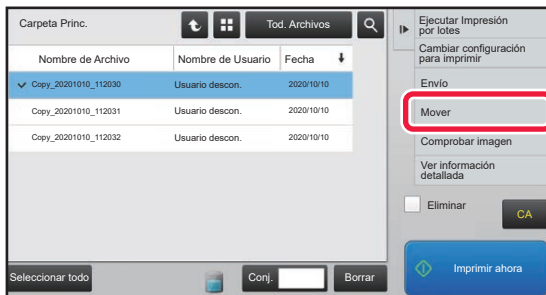 Carpeta Princ.
Tod. Archivos
Nombre de Archivo
Nombre de Usuario
Fecha
Copy_20201010_112030
Usuario descon.
2020/10/10
Copy_20201010_112031
Usuario descon.
2020/10/10
Copy_20201010_112032
Usuario descon.
2020/10/10
Seleccionar todo
Conj.
Borrar
Ejecutar Impresión
por lotes
Cambiar configuración
para imprimir
Envío
Mover
Comprobar imagen
Ver información
detallada
Eliminar
CA
Imprimir ahora